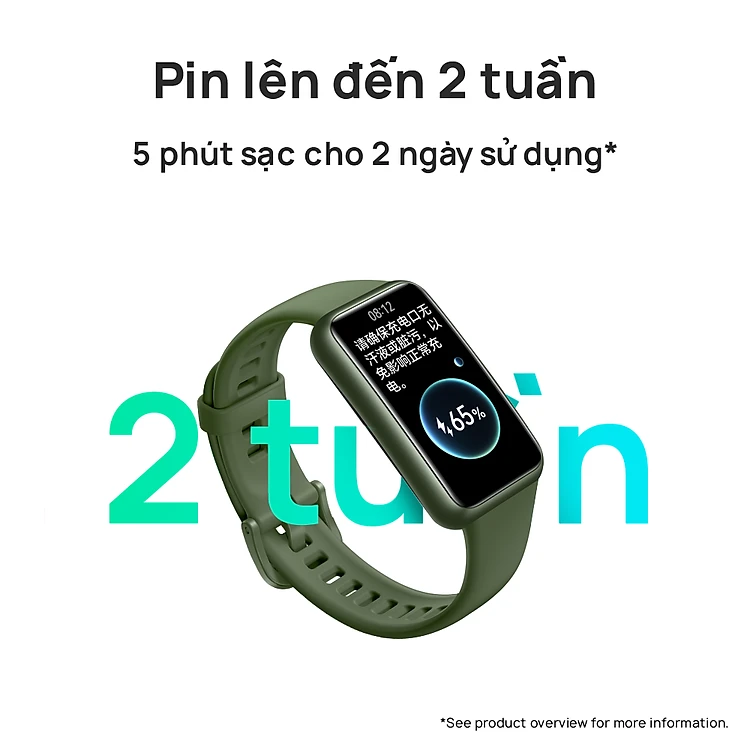 Pin lên đến 2 tuần
5 phút sạc cho 2 ngày sử dụng*
08:12
请确保充电口无
汗液或脏污，以
免影响正常充
电。
65%
2 tuần
*See product overview for more information.